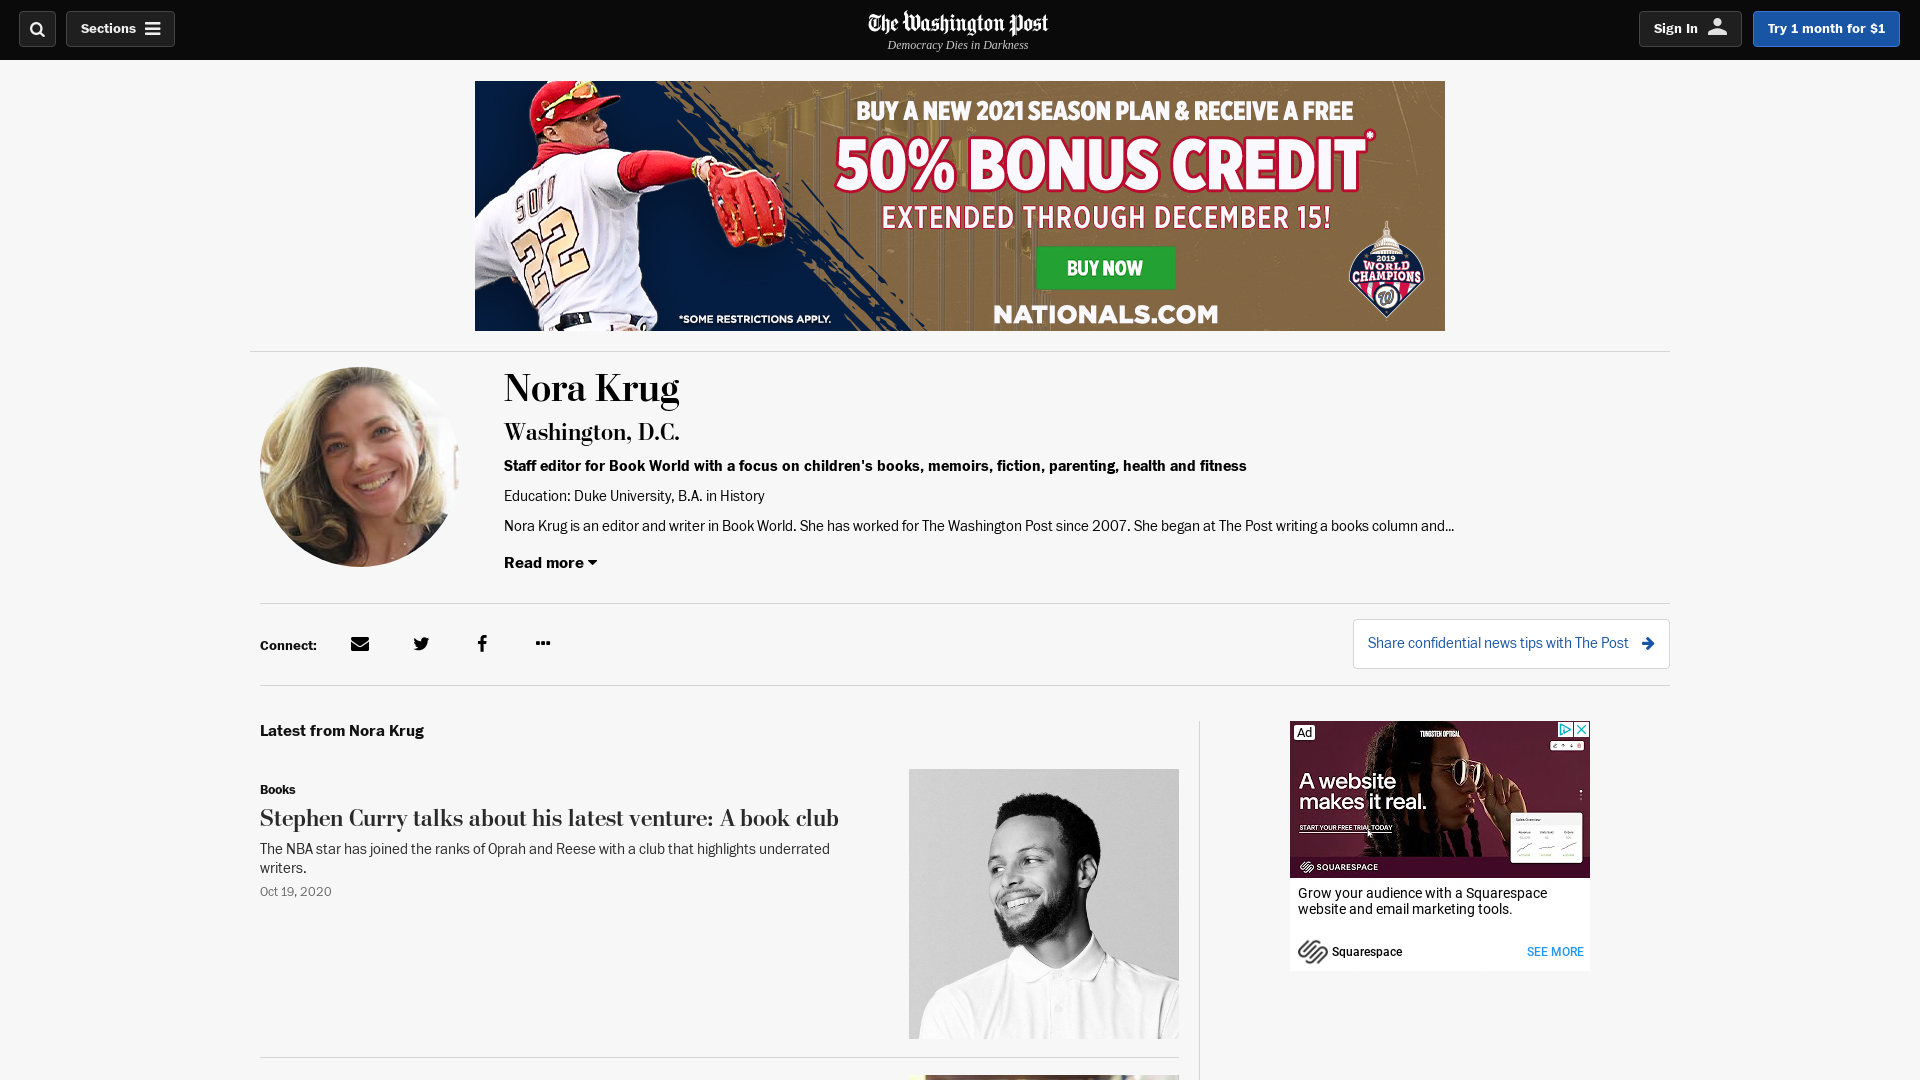 Sections
The Washington Post
Democracy Dies in Darkness
Sign In
Try 1 month for $1
BUY A NEW 2021 SEASON PLAN & RECEIVE A FREE
50% BONUS CREDIT*
EXTENDED THROUGH DECEMBER 15!
BUY NOW
NATIONALS.COM
*SOME RESTRICTIONS APPLY.
SOTO
22
2019
WORLD
CHAMPIONS
W
Nora Krug
Washington, D.C.
Staff editor for Book World with a focus on children's books, memoirs, fiction, parenting, health and fitness
Education: Duke University, B.A. in History
Nora Krug is an editor and writer in Book World. She has worked for The Washington Post since 2007. She began at The Post writing a books column and...
Read more
Connect:
Share confidential news tips with The Post
Latest from Nora Krug
Books
Stephen Curry talks about his latest venture: A book club
The NBA star has joined the ranks of Oprah and Reese with a club that highlights underrated
writers.
Oct 19, 2020
Ad
TUNGSTEN OPTICAL
A website
makes it real.
START YOUR FREE TRIAL TODAY
Sales Overview
SQUARESPACE
Grow your audience with a Squarespace
website and email marketing tools.
Squarespace
SEE MORE